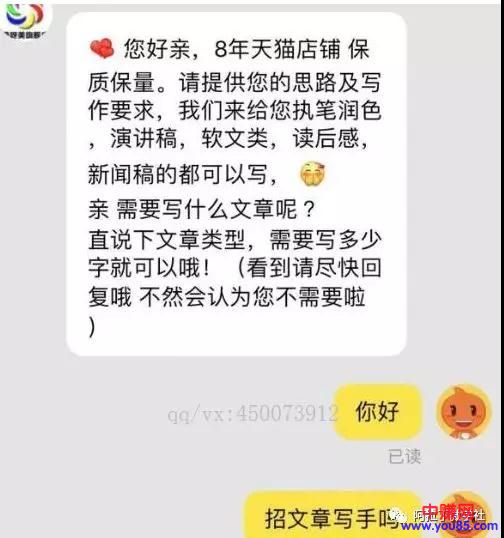 您好亲，8年天猫店铺 保
质保量。请提供您的思路及写
作要求，我们来给您执笔润色
，演讲稿，软文类，读后感，
新闻稿的都可以写，
亲 需要写什么文章呢？
直说下文章类型，需要写多少
字就可以哦！（看到请尽快回
复哦 不然会认为您不需要啦
）
qq/vx:450073912
你好
已读
招文章写手吗
中赚网
www.you85.com